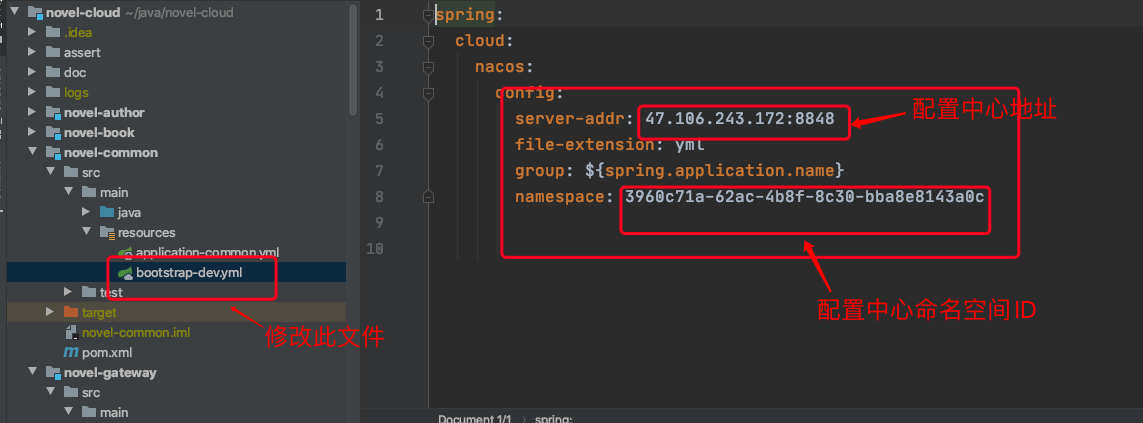 novel-cloud ~/java/novel-cloud
.idea
assert
doc
logs
novel-author
novel-book
novel-common
src
main
java
resources
application-common.yml
bootstrap-dev.yml
test
target
novel-common.iml
pom.xml
novel-gateway
src
main
修改此文件
1 spring:
2 cloud:
3 nacos:
4 config:
5 server-addr: 47.106.243.172:8848
6 file-extension: yml
7 group: ${spring.application.name}
8 namespace: 3960c71a-62ac-4b8f-8c30-bba8e8143a0c
9
10
配置中心地址
配置中心命名空间ID
Document 1/1 › spring: